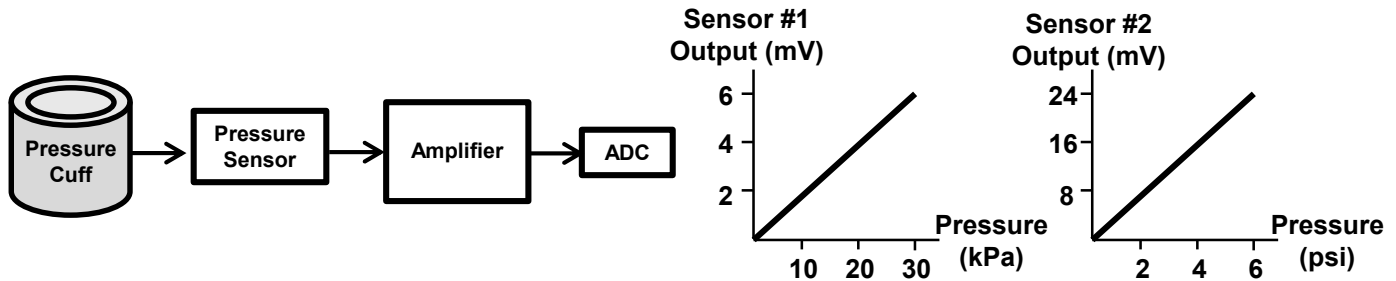 Pressure
Cuff
Pressure
Sensor
Amplifier
ADC
Sensor #1
Output (mV)
6
4
2
10 20 30
Pressure
(kPa)
Sensor #2
Output (mV)
24
16
8
2 4 6
Pressure
(psi)